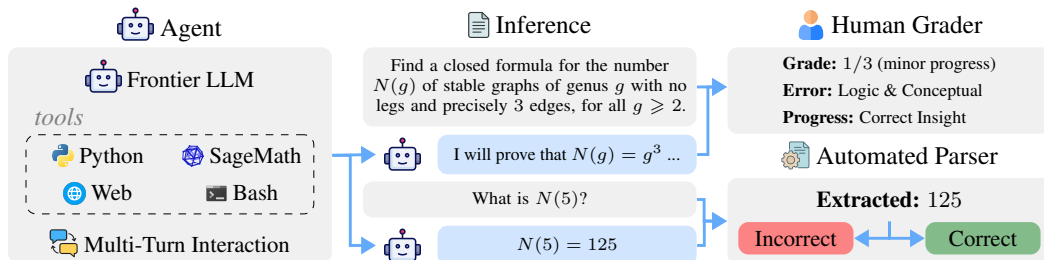 Agent
Frontier LLM
tools
Python
SageMath
Web
Bash
Multi-Turn Interaction
Inference
Find a closed formula for the number
N(g) of stable graphs of genus g with no
legs and precisely 3 edges, for all g ⩾ 2.
I will prove that N(g) = g³ ...
What is N(5)?
N(5) = 125
Human Grader
Grade: 1/3 (minor progress)
Error: Logic & Conceptual
Progress: Correct Insight
Automated Parser
Extracted: 125
Incorrect
Correct